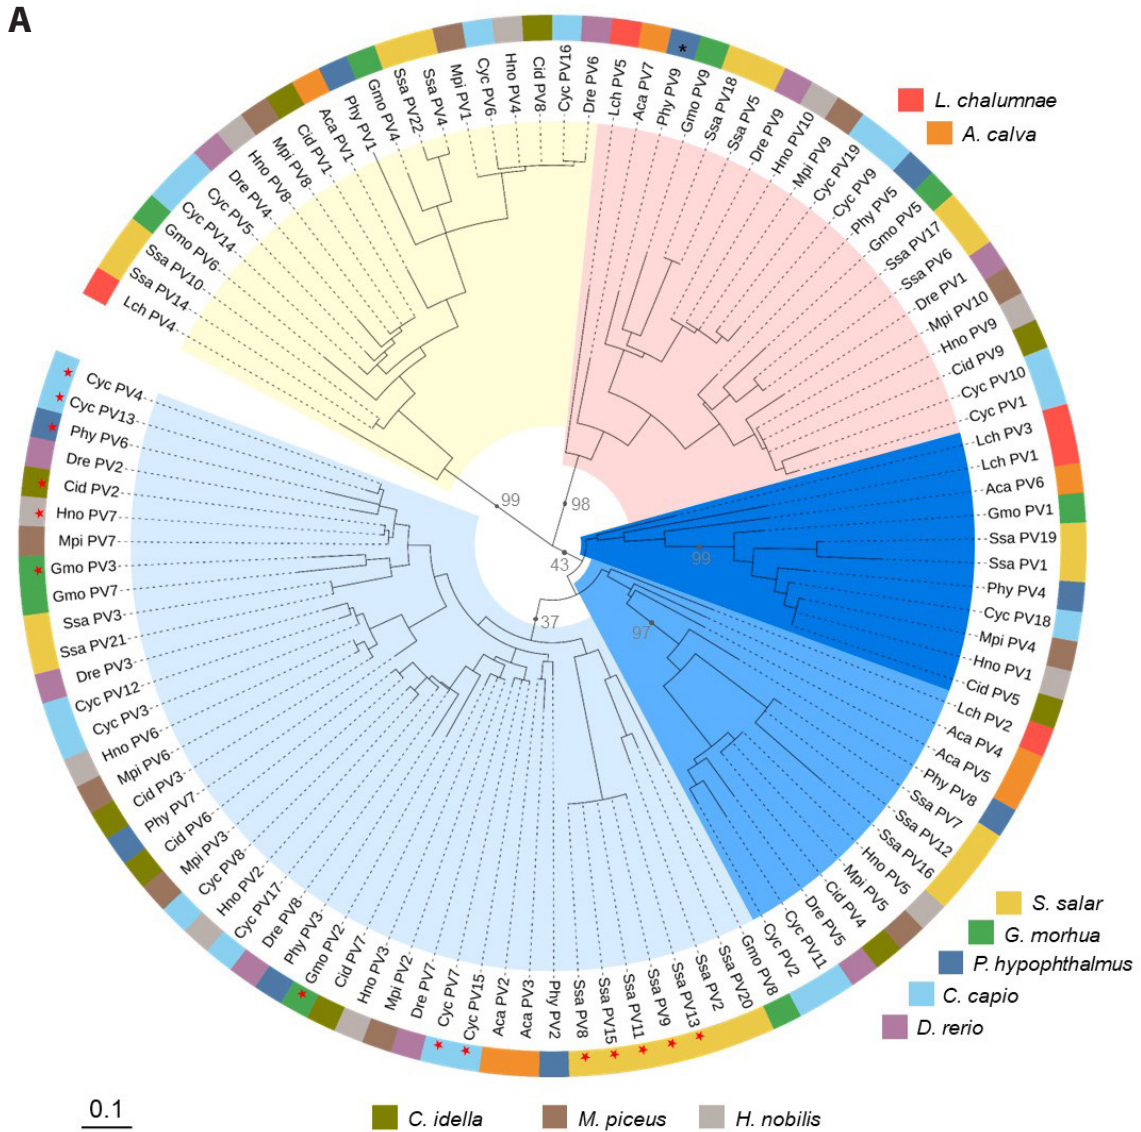 A
Lch PV4
Ssa PV14
Ssa PV10
Gmo PV6
Cyc PV14
Cyc PV5
Dre PV4
Hno PV8
Mpi PV8
Cid PV1
Aca PV1
Phy PV1
Gmo PV4
Ssa PV22
Ssa PV4
Mpi PV1
Cyc PV6
Hno PV4
Cid PV8
Cyc PV16
Dre PV6
Lch PV5
Aca PV7
Phy PV9
*
Gmo PV9
Ssa PV18
Ssa PV5
Dre PV9
Hno PV10
Mpi PV9
Cyc PV19
Cyc PV9
Phy PV5
Gmo PV5
Ssa PV17
Ssa PV6
Dre PV1
Mpi PV10
Hno PV9
Cid PV9
Cyc PV10
Cyc PV1
Lch PV3
Lch PV1
Aca PV6
Gmo PV1
Ssa PV19
Ssa PV1
Phy PV4
Cyc PV18
Mpi PV4
Hno PV1
Cid PV5
Lch PV2
Aca PV4
Aca PV5
Phy PV8
Ssa PV7
Ssa PV12
Ssa PV16
Hno PV5
Mpi PV5
Cid PV4
Dre PV5
Cyc PV11
Cyc PV2
Gmo PV8
Ssa PV20
Ssa PV2
Ssa PV13
Ssa PV9
Ssa PV11
Ssa PV15
Ssa PV8
Phy PV2
Aca PV3
Aca PV2
Cyc PV15
Cyc PV7
Dre PV7
Mpi PV2
Hno PV3
Cid PV7
Gmo PV2
Phy PV3
Dre PV8
Cyc PV17
Hno PV2
Cyc PV8
Mpi PV3
Cid PV6
Phy PV7
Cid PV3
Mpi PV6
Hno PV6
Cyc PV3
Cyc PV12
Dre PV3
Ssa PV21
Ssa PV3
Gmo PV7
Gmo PV3
Mpi PV7
Hno PV7
Cid PV2
Dre PV2
Phy PV6
Cyc PV13
Cyc PV4
99
98
43
99
37
97
L. chalumnae
A. calva
S. salar
G. morhua
P. hypophthalmus
C. capio
D. rerio
0.1
C. idella
M. piceus
H. nobilis